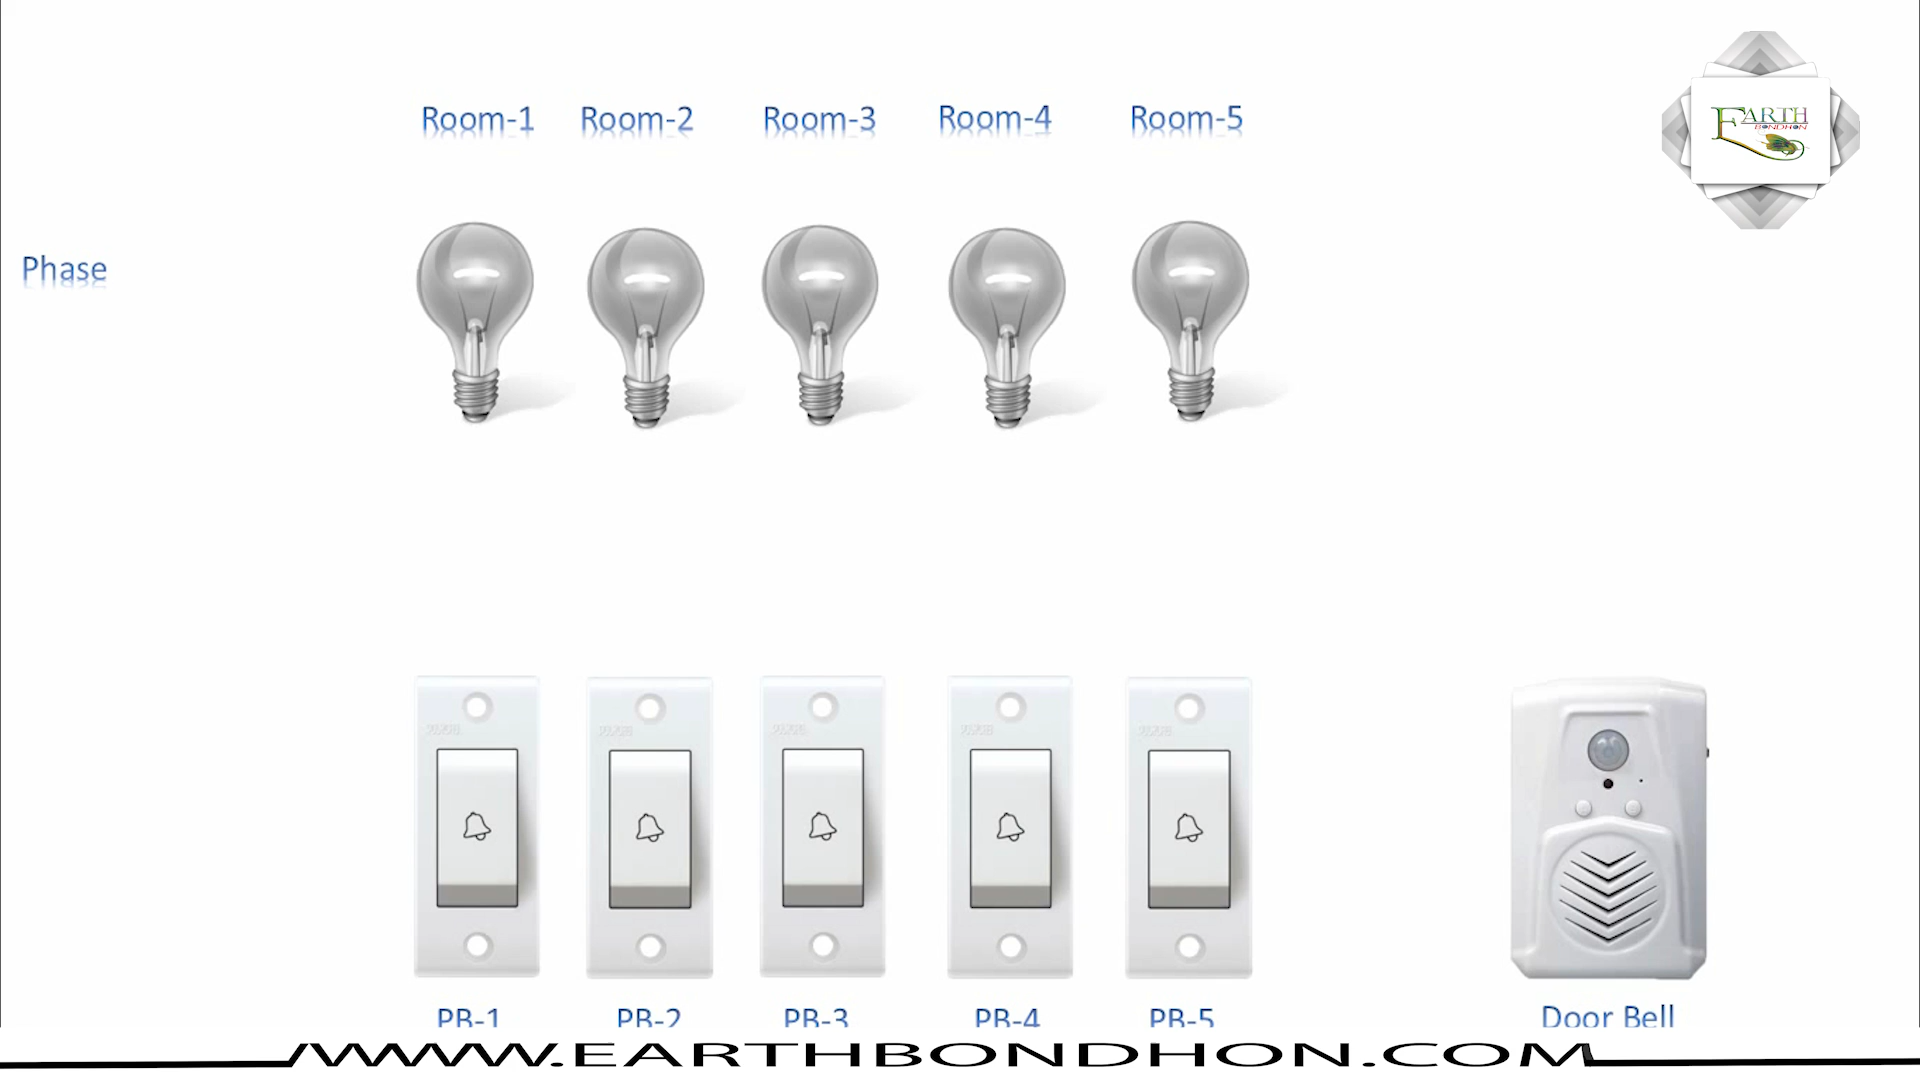 Room-1 Room-2 Room-3 Room-4 Room-5
EARTH
BONDHON
Phase
PB-1 PB-2 PB-3 PB-4 PB-5 Door Bell
WWW.EARTHBONDHON.COM